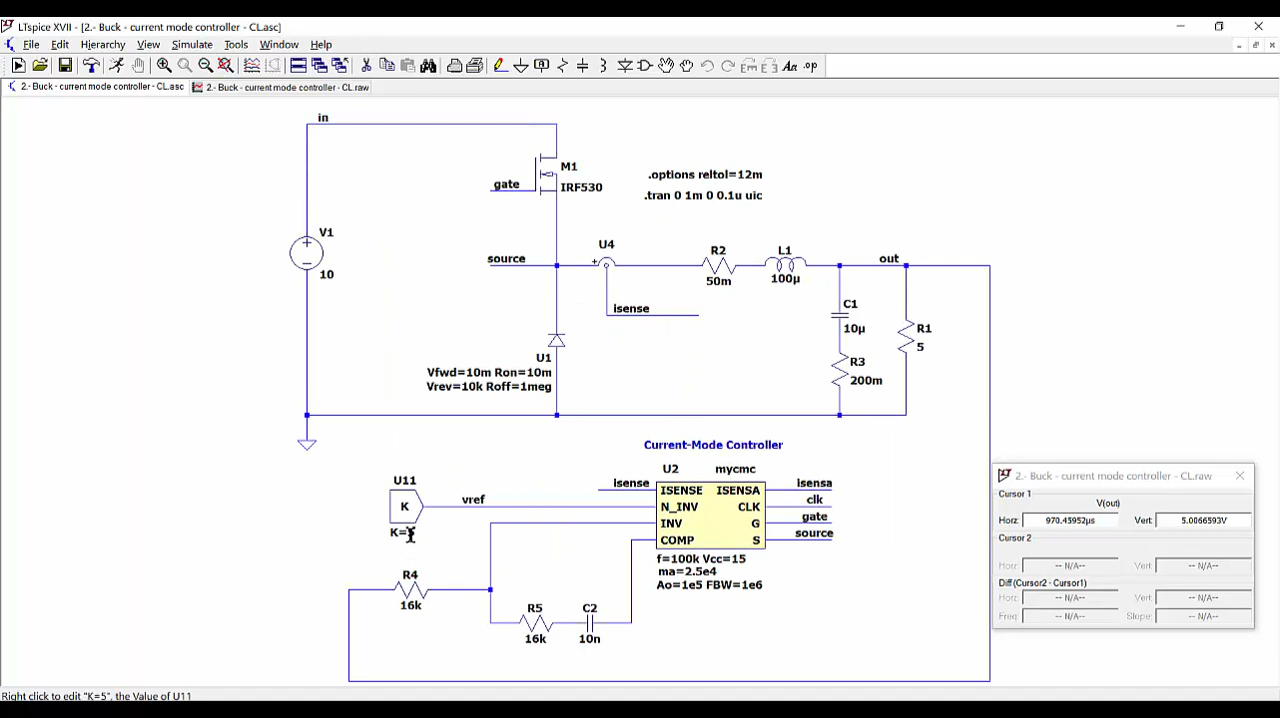 LTspice XVII - [2.- Buck - current mode controller - CL.asc]
File Edit Hierarchy View Simulate Tools Window Help
2.- Buck - current mode controller - CL.asc 2.- Buck - current mode controller - CL.raw
in
M1
IRF530
gate
.options reltol=12m
.tran 0 1m 0 0.1u uic
V1
10
source
U4
R2
50m
L1
100µ
out
isense
C1
10µ
R1
5
R3
200m
U1
Vfwd=10m Ron=10m
Vrev=10k Roff=1meg
Current-Mode Controller
U2 mycmc
U11
K
K=5
vref
isense
ISENSE ISENSA
N_INV CLK
INV G
COMP S
isensa
clk
gate
source
f=100k Vcc=15
ma=2.5e4
Ao=1e5 FBW=1e6
R4
16k
R5
16k
C2
10n
2.- Buck - current mode controller - CL.raw
Cursor 1
V(out)
Horz: 970.45952µs Vert: 5.0066593V
Cursor 2
Horz: -- N/A-- Vert: -- N/A--
Diff (Cursor2 - Cursor1)
Horz: -- N/A-- Vert: -- N/A--
Freq: -- N/A-- Slope: -- N/A--
Right click to edit "K=5", the Value of U11